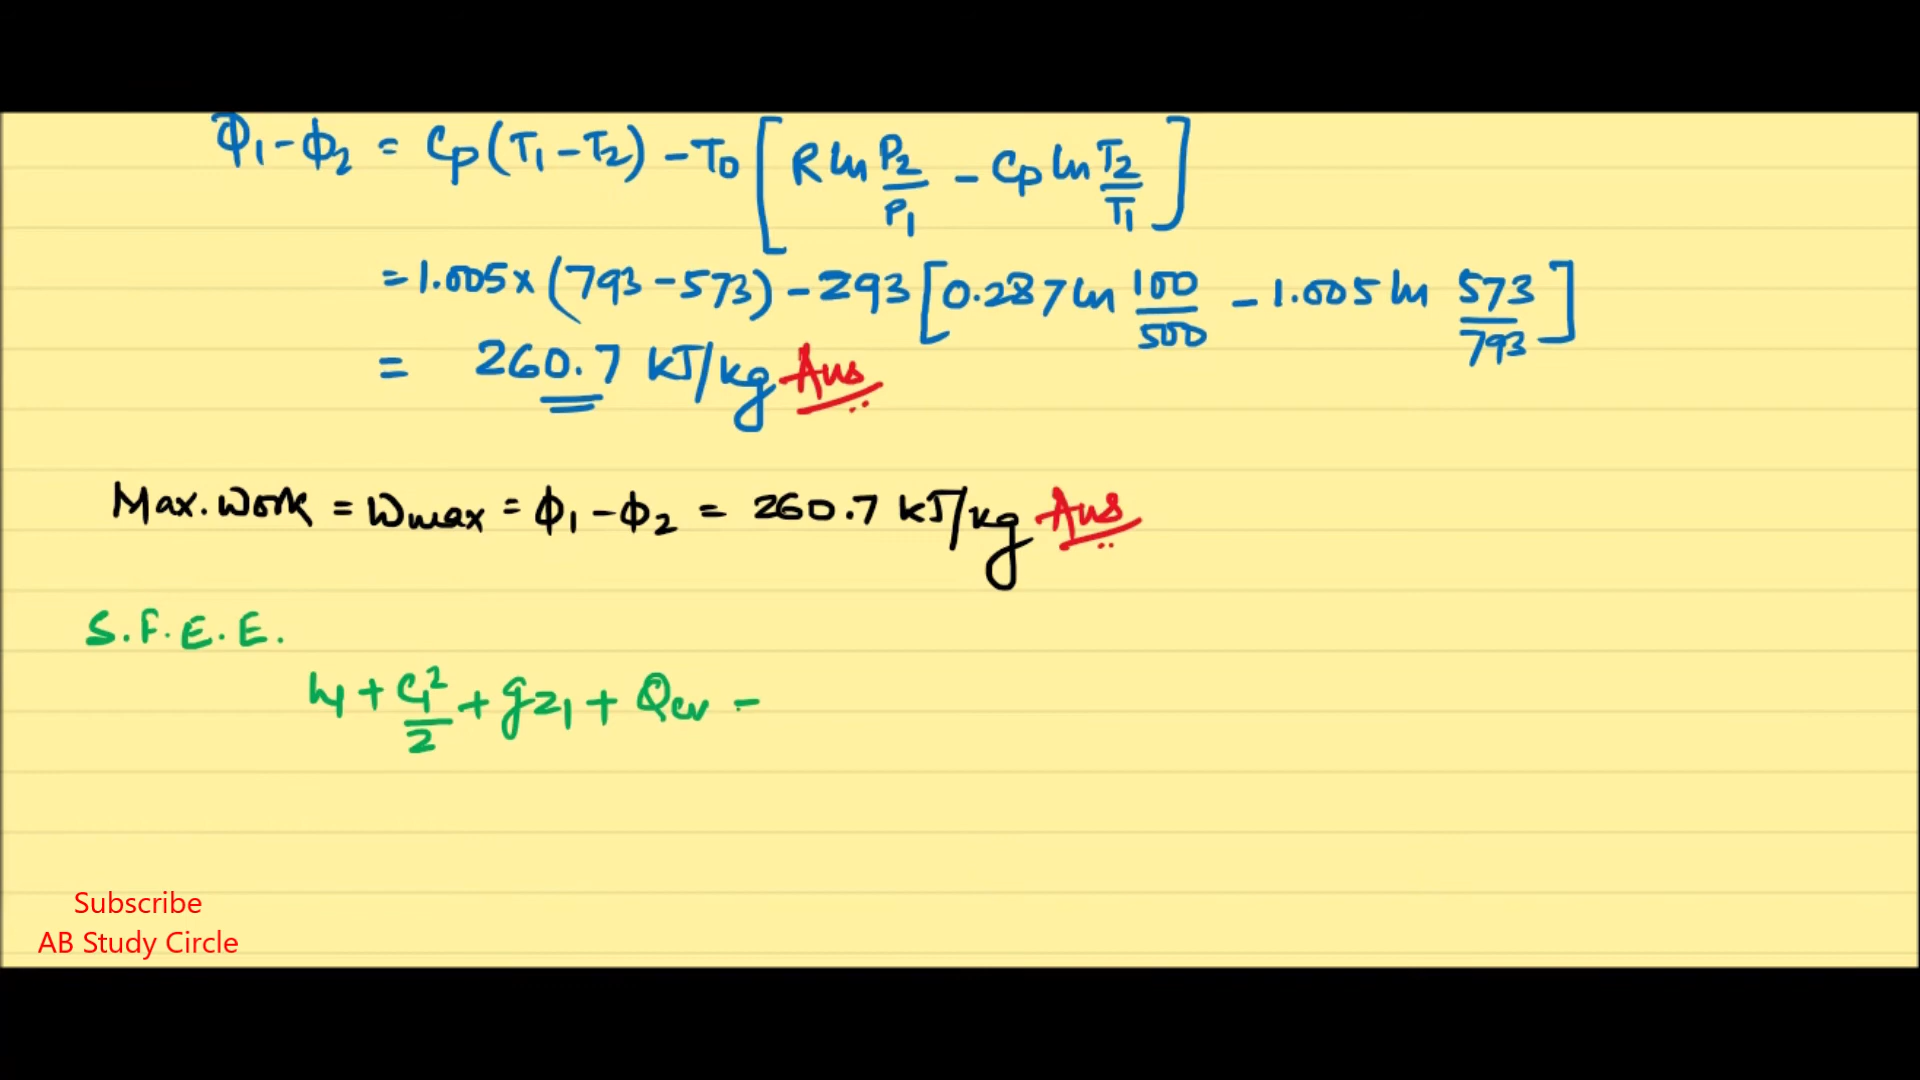 Φ₁-Φ₂ = Cp(T₁-T₂) -T₀ [R ln P₂/P₁ - Cp ln T₂/T₁]
=1.005x(793-573)-293[0.287 ln 100/500 -1.005 ln 573/793]
= 260.7 kJ/kg Ans
Max. Work = Wmax = Φ₁-Φ₂ = 260.7 kJ/kg Ans
S.F.E.E.
h₁ + C₁²/2 + gz₁ + Qcv -
Subscribe
AB Study Circle